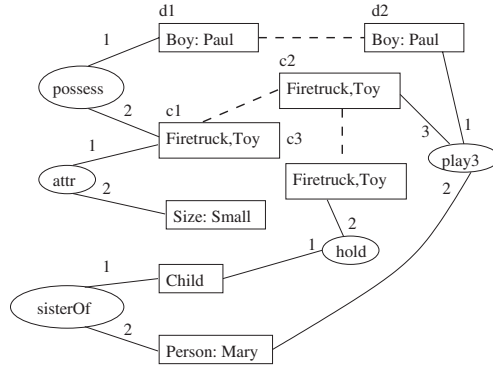 d1
d2
1
Boy: Paul
Boy: Paul
c2
possess
Firetruck,Toy
2
c1
1
3
Firetruck,Toy
c3
1
play3
attr
Firetruck,Toy
2
2
Size: Small
2
1
hold
1
Child
sisterOf
2
Person: Mary